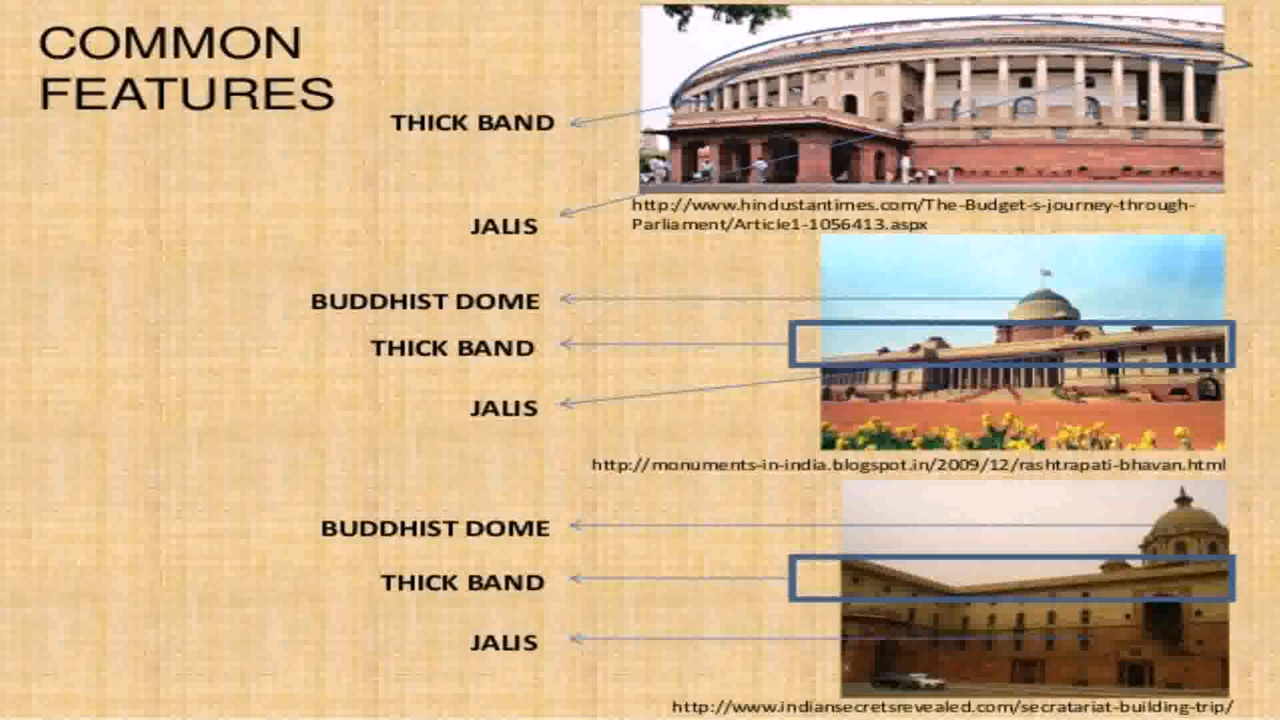 COMMON
FEATURES
THICK BAND
JALIS
http://www.hindustantimes.com/The-Budget-s-journey-through-
Parliament/Article1-1056413.aspx
BUDDHIST DOME
THICK BAND
JALIS
http://monuments-in-india.blogspot.in/2009/12/rashtrapati-bhavan.html
BUDDHIST DOME
THICK BAND
JALIS
http://www.indiansecretsrevealed.com/secratariat-building-trip/